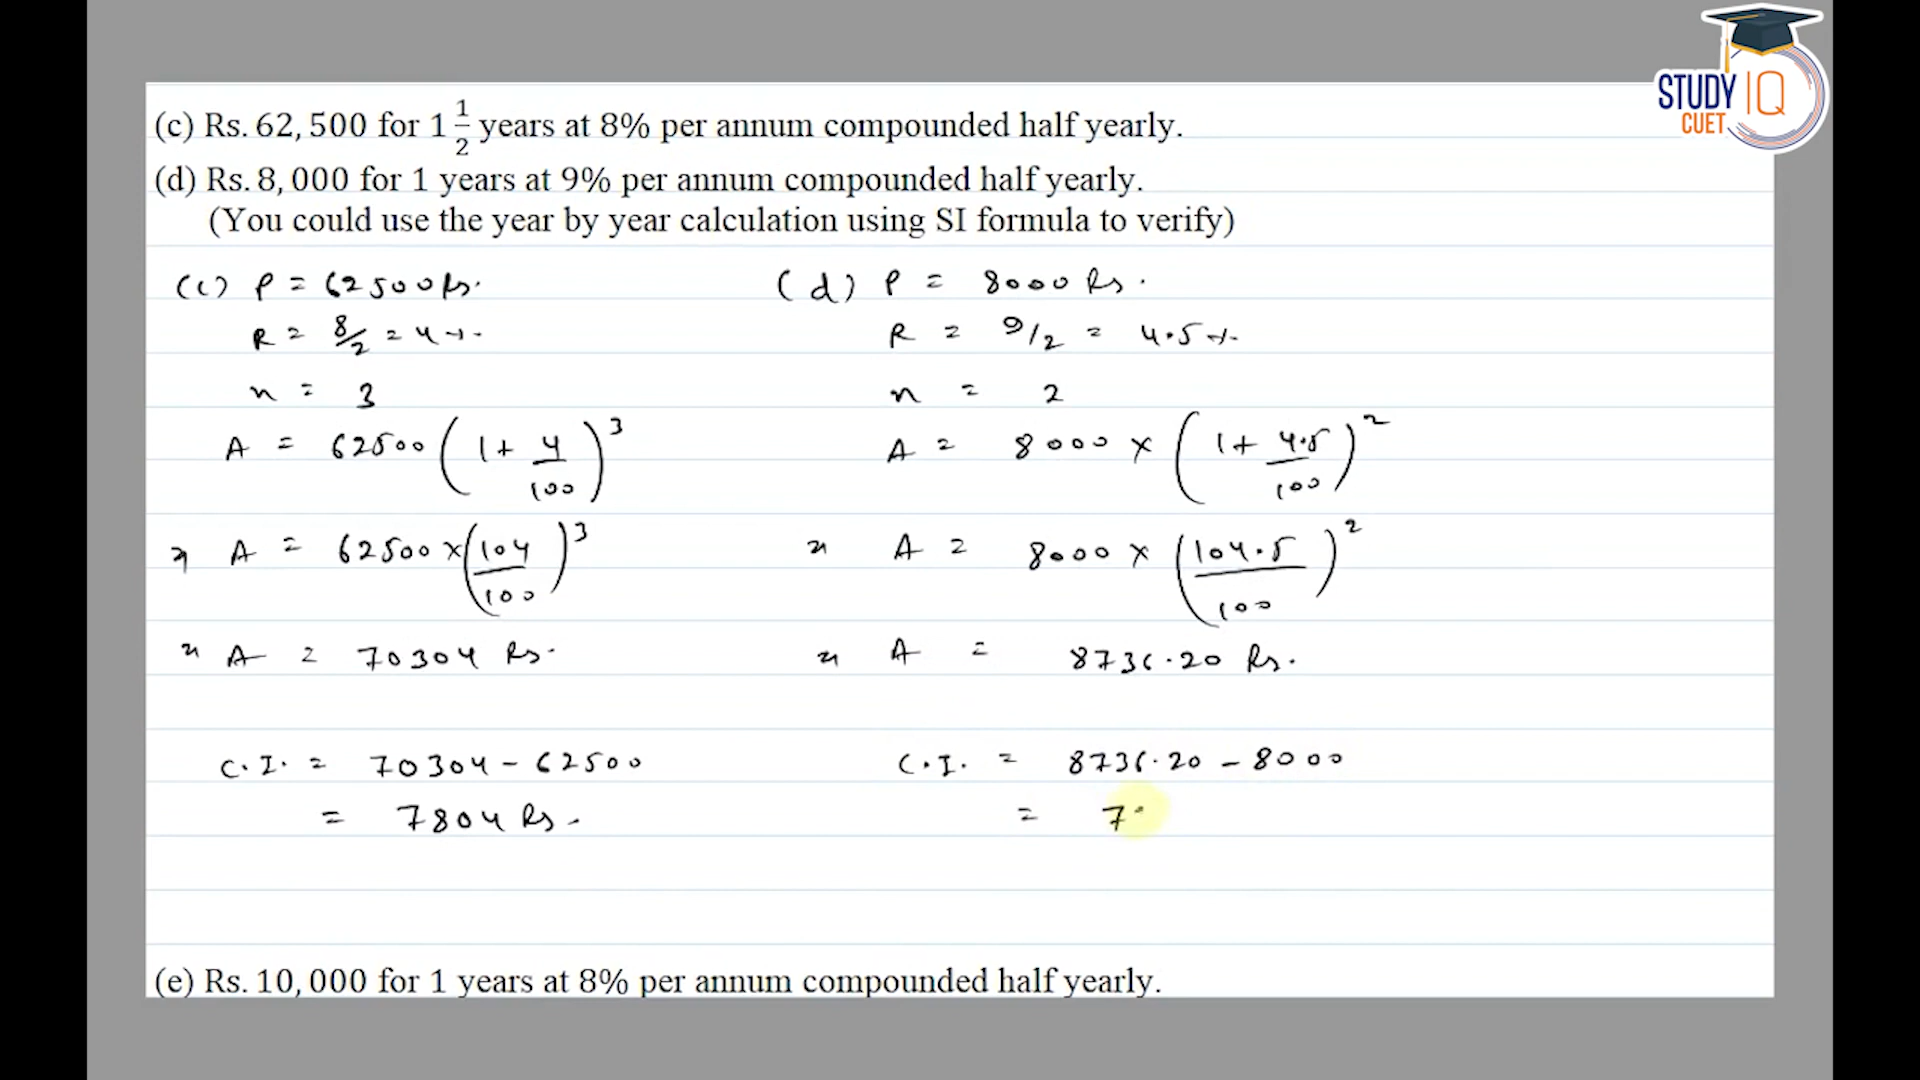 STUDY IQ
CUET
(c) Rs. 62, 500 for 1 1/2 years at 8% per annum compounded half yearly.
(d) Rs. 8, 000 for 1 years at 9% per annum compounded half yearly.
(You could use the year by year calculation using SI formula to verify)
(c) P = 62500 Rs.
R = 8/2 = 4 %.
n = 3
A = 62500 (1 + 4/100)^3
⇒ A = 62500 × (104/100)^3
⇒ A = 70304 Rs.
C.I. = 70304 - 62500
= 7804 Rs.
(d) P = 8000 Rs.
R = 9/2 = 4.5 %.
n = 2
A = 8000 × (1 + 4.5/100)^2
⇒ A = 8000 × (104.5/100)^2
⇒ A = 8736.20 Rs.
C.I. = 8736.20 - 8000
= 7
(e) Rs. 10, 000 for 1 years at 8% per annum compounded half yearly.